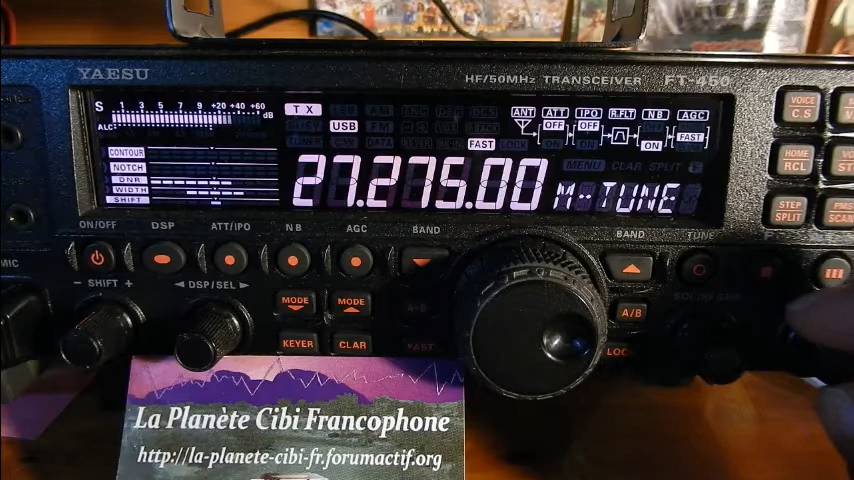 YAESU
HF/50MHz TRANSCEIVER FT-450
S 1 3 5 7 9 +20 +40 +60 dB
ALC
TX
USB
FAST
ANT ATT IPO R.FLT NB AGC
OFF OFF
ON FAST
CONTOUR
NOTCH
DNR
WIDTH
SHIFT
27.275.00
MENU CLAR SPLIT
M-TUNE
VOICE
C.S
HOME
RCL
STEP
SPLIT
PMS
SCAN
ON/OFF DSP ATT/IPO NB AGC BAND BAND TUNE
MIC
- SHIFT + ◄DSP/SEL►
MODE MODE
KEYER CLAR FAST
A/B
LOCK
La Planète Cibi Francophone
http://la-planete-cibi-fr.forumactif.org